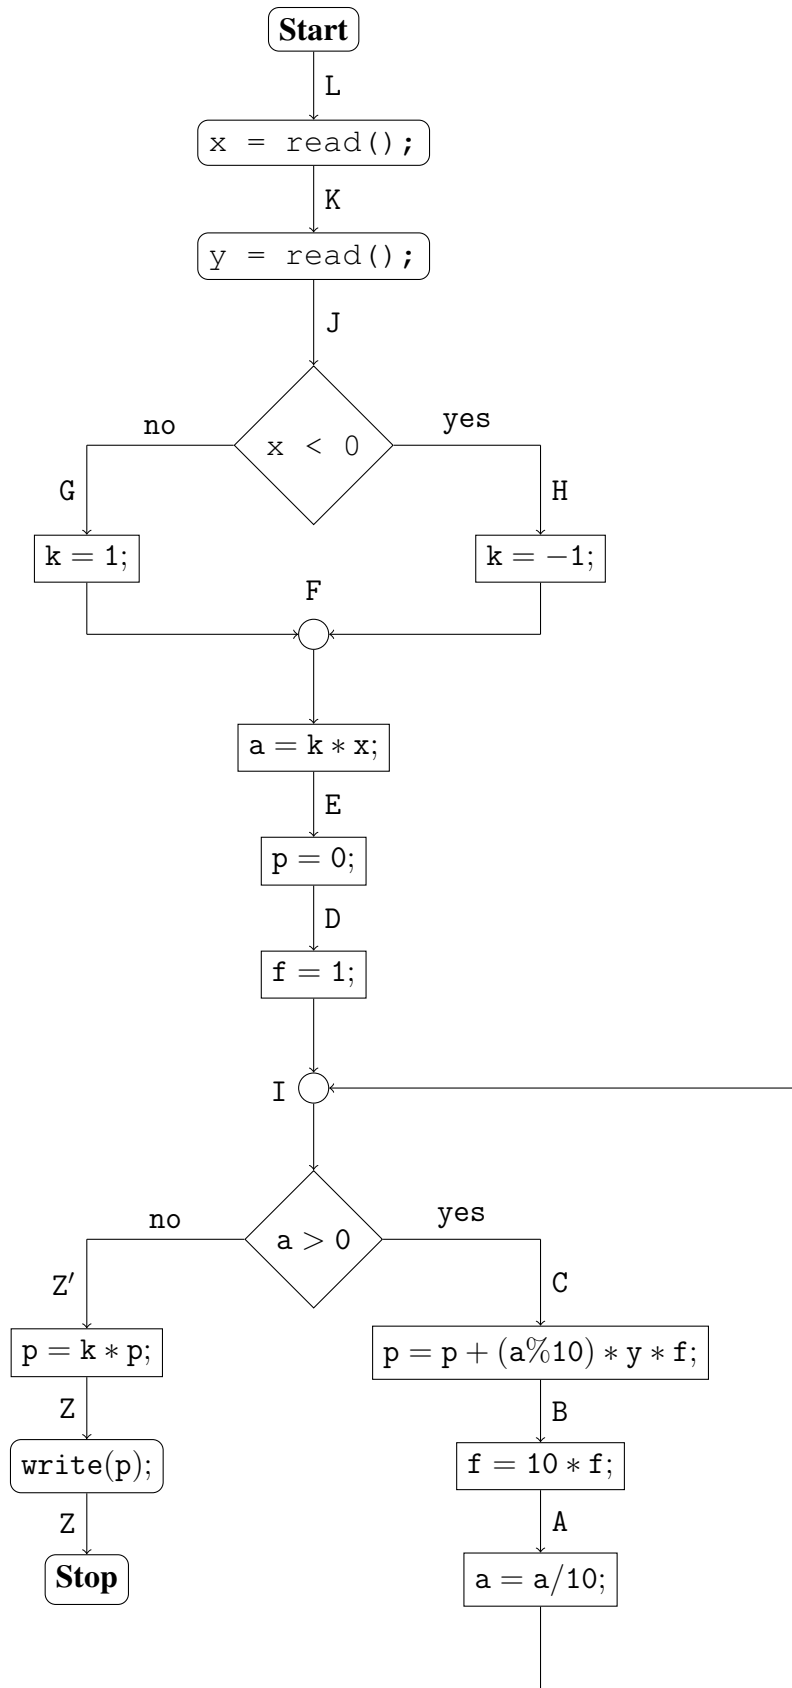 Start
L
x = read();
K
y = read();
J
no
yes
x < 0
G
H
k = 1;
k = −1;
F
a = k ∗ x;
E
p = 0;
D
f = 1;
I
no
yes
a > 0
Z′
C
p = k ∗ p;
p = p + (a%10) ∗ y ∗ f;
Z
B
write(p);
f = 10 ∗ f;
Z
A
Stop
a = a/10;